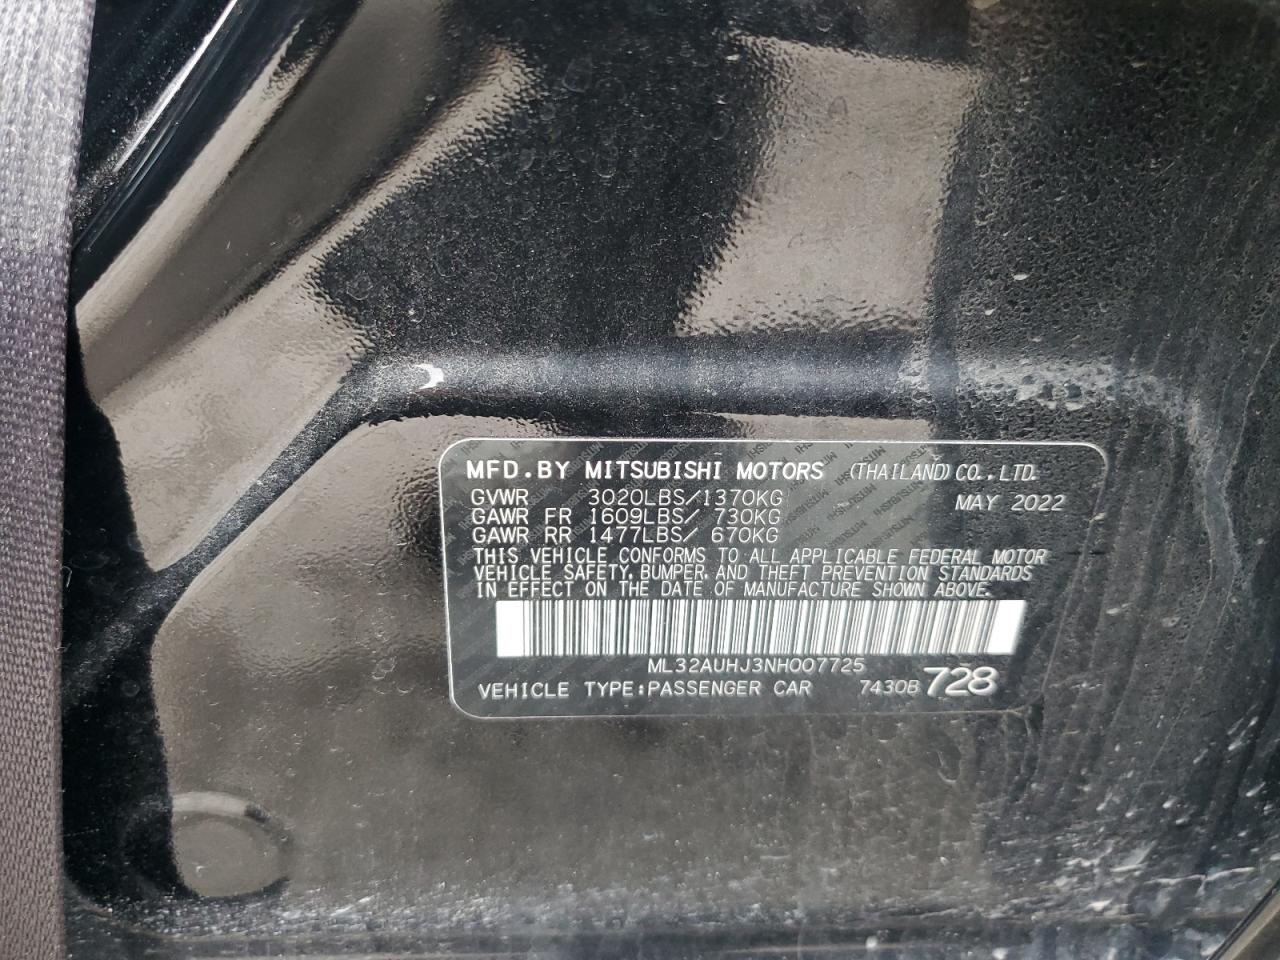 MFD.BY MITSUBISHI MOTORS (THAILAND) CO.,LTD.
GVWR 3020LBS/1370KG MAY 2022
GAWR FR 1609LBS/ 730KG
GAWR RR 1477LBS/ 670KG
THIS VEHICLE CONFORMS TO ALL APPLICABLE FEDERAL MOTOR
VEHICLE SAFETY, BUMPER, AND THEFT PREVENTION STANDARDS
IN EFFECT ON THE DATE OF MANUFACTURE SHOWN ABOVE.
ML32AUHJ3NH007725
VEHICLE TYPE:PASSENGER CAR 7430B 728